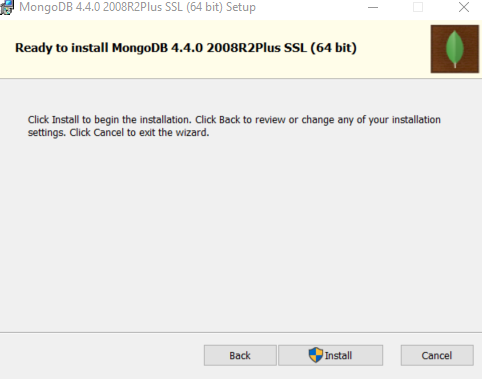 MongoDB 4.4.0 2008R2Plus SSL (64 bit) Setup
Ready to install MongoDB 4.4.0 2008R2Plus SSL (64 bit)
Click Install to begin the installation. Click Back to review or change any of your installation
settings. Click Cancel to exit the wizard.
Back
Install
Cancel